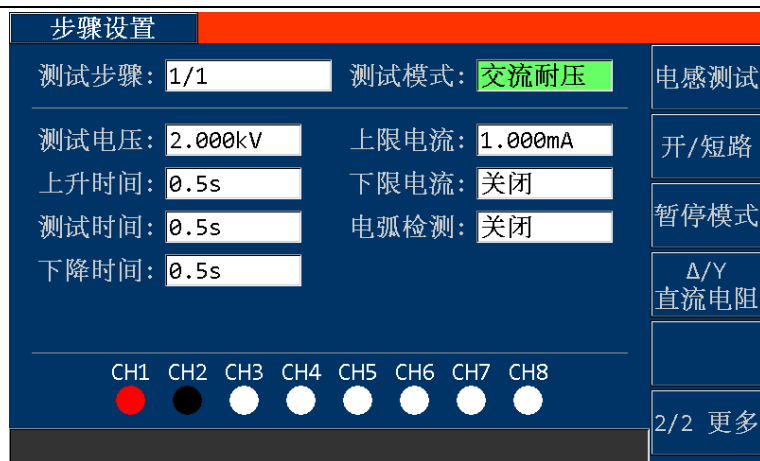 步骤设置
测试步骤: 1/1 测试模式: 交流耐压
测试电压: 2.000kV 上限电流: 1.000mA
上升时间: 0.5s 下限电流: 关闭
测试时间: 0.5s 电弧检测: 关闭
下降时间: 0.5s
CH1 CH2 CH3 CH4 CH5 CH6 CH7 CH8
电感测试
开/短路
暂停模式
Δ/Y
直流电阻
2/2 更多